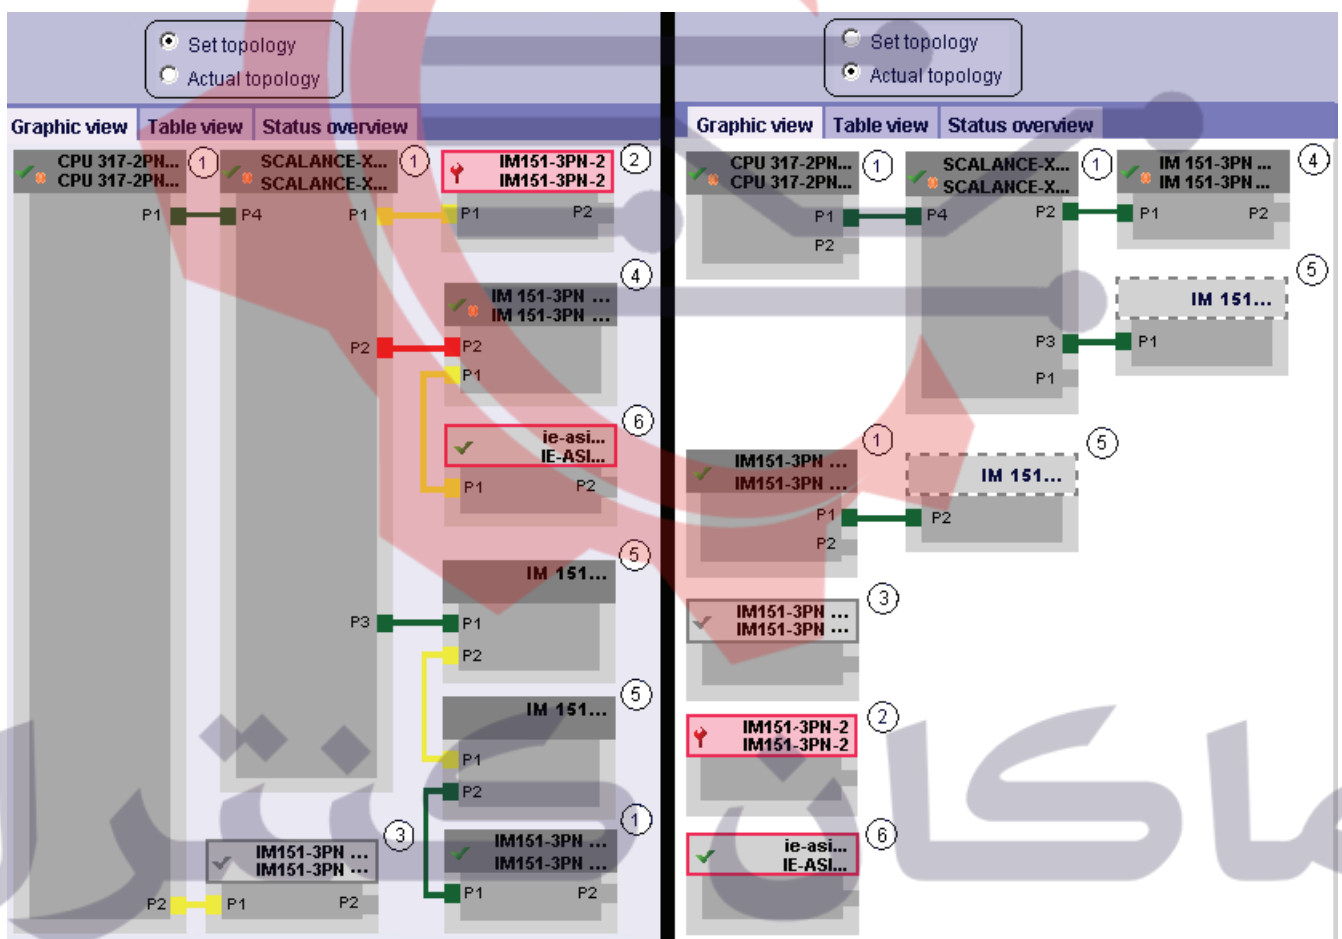 Set topology
Actual topology
Graphic view Table view Status overview
CPU 317-2PN...
CPU 317-2PN...
1
SCALANCE-X...
SCALANCE-X...
1
IM151-3PN-2
IM151-3PN-2
2
P1 P4 P1 P1 P2
4
IM 151-3PN ...
IM 151-3PN ...
P2 P2
P1
6
ie-asi...
IE-ASI...
P1 P2
5
IM 151...
P3 P1
P2
5
IM 151...
P1
P2
1
IM151-3PN ...
IM151-3PN ...
P1 P2
3
IM151-3PN ...
IM151-3PN ...
P2 P1 P2
Set topology
Actual topology
Graphic view Table view Status overview
CPU 317-2PN...
CPU 317-2PN...
1
SCALANCE-X...
SCALANCE-X...
1
IM 151-3PN ...
IM 151-3PN ...
4
P1 P4 P2 P1 P2
P2
5
IM 151...
P3 P1
P1
1
IM151-3PN ...
IM151-3PN ...
5
IM 151...
P1 P2
P2
3
IM151-3PN ...
IM151-3PN ...
2
IM151-3PN-2
IM151-3PN-2
6
ie-asi...
IE-ASI...
ماکان کنترل